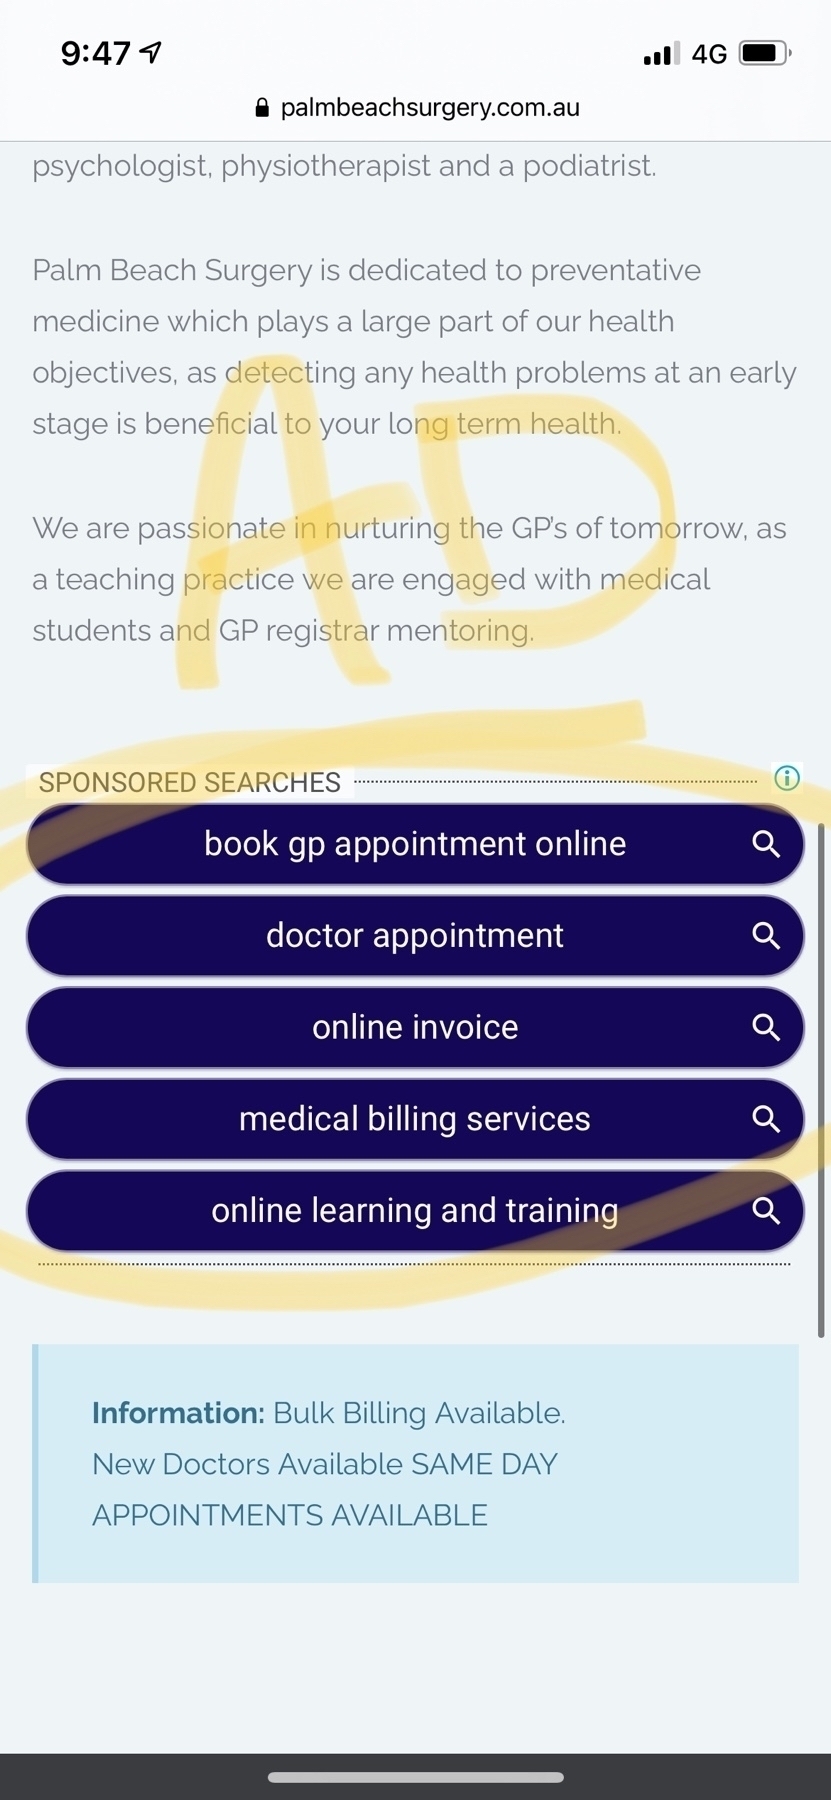 9:47
4G
palmbeachsurgery.com.au
psychologist, physiotherapist and a podiatrist.
Palm Beach Surgery is dedicated to preventative
medicine which plays a large part of our health
objectives, as detecting any health problems at an early
stage is beneficial to your long term health.
AD
We are passionate in nurturing the GP's of tomorrow, as
a teaching practice we are engaged with medical
students and GP registrar mentoring.
SPONSORED SEARCHES
book gp appointment online
doctor appointment
online invoice
medical billing services
online learning and training
Information: Bulk Billing Available.
New Doctors Available SAME DAY
APPOINTMENTS AVAILABLE